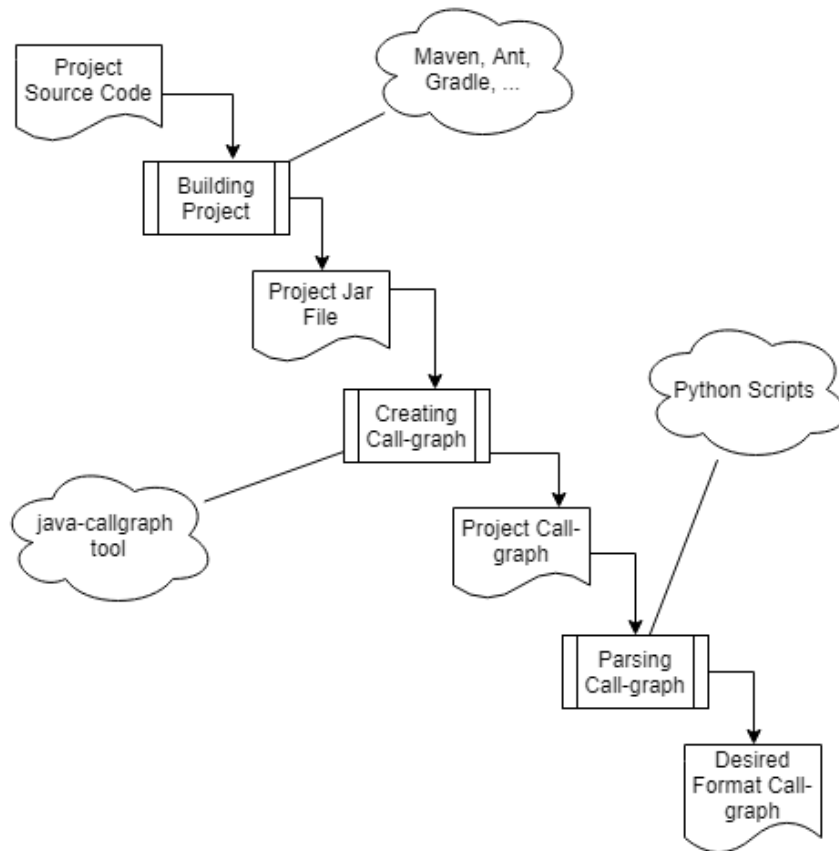 Project
Source Code
Maven, Ant,
Gradle, ...
Building
Project
Project Jar
File
Creating
Call-graph
Python Scripts
java-callgraph
tool
Project Call-
graph
Parsing
Call-graph
Desired
Format Call-
graph